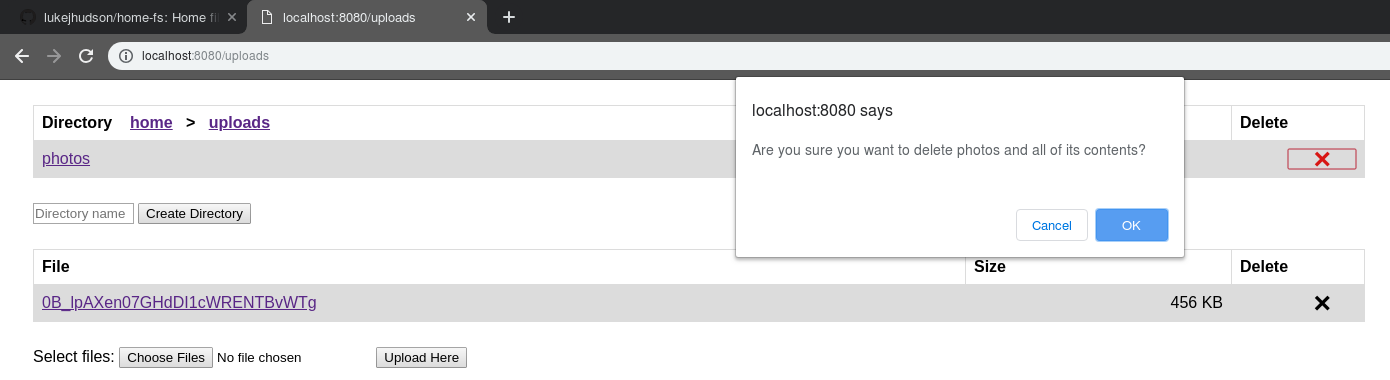 lukejhudson/home-fs: Home fi
localhost:8080/uploads
localhost:8080/uploads
localhost:8080 says
Are you sure you want to delete photos and all of its contents?
Cancel OK
Directory home > uploads Delete
photos
Directory name Create Directory
File Size Delete
0B_lpAXen07GHdDI1cWRENTBvWTg 456 KB
Select files: Choose Files No file chosen Upload Here